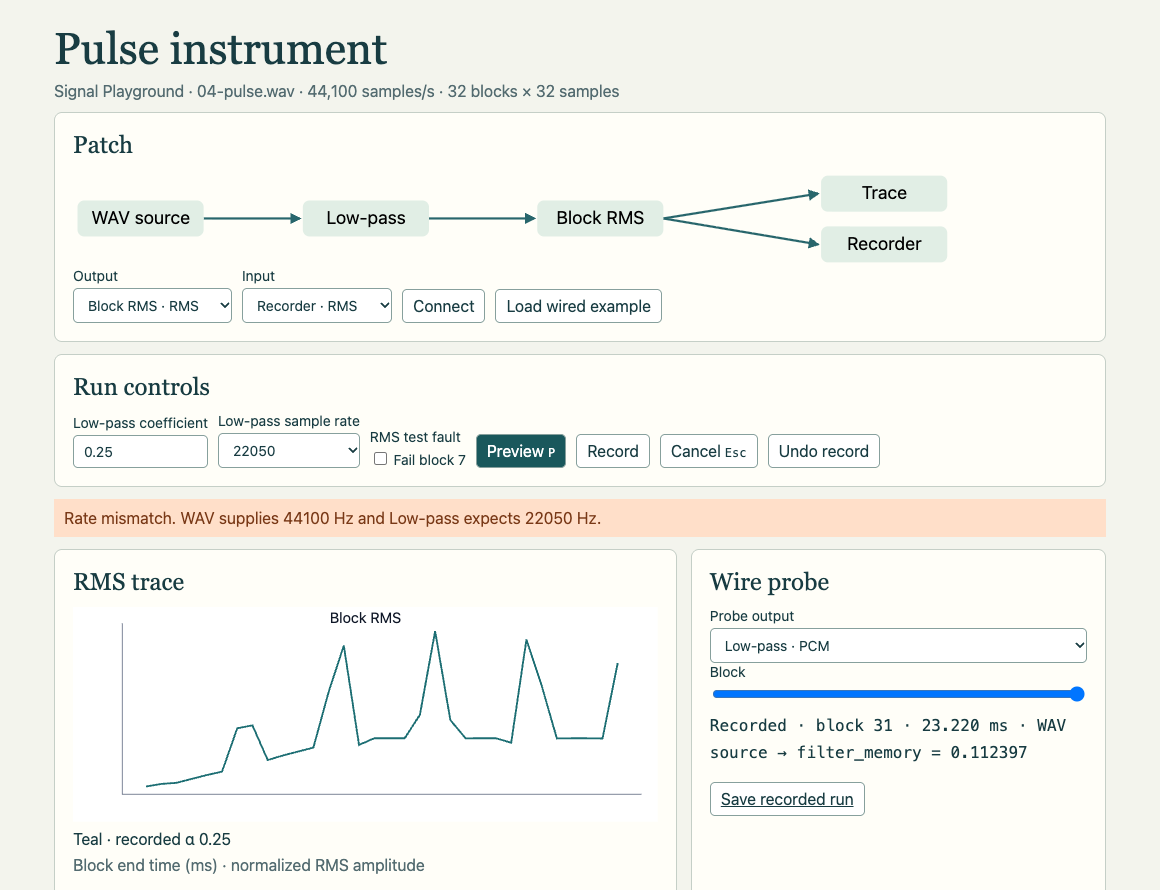 Pulse instrument
Signal Playground · 04-pulse.wav · 44,100 samples/s · 32 blocks × 32 samples
Patch
WAV source
Low-pass
Block RMS
Trace
Recorder
Output
Input
Block RMS · RMS
Recorder · RMS
Connect
Load wired example
Run controls
Low-pass coefficient
Low-pass sample rate
RMS test fault
0.25
22050
Fail block 7
Preview P
Record
Cancel Esc
Undo record
Rate mismatch. WAV supplies 44100 Hz and Low-pass expects 22050 Hz.
RMS trace
Block RMS
Teal · recorded α 0.25
Block end time (ms) · normalized RMS amplitude
Wire probe
Probe output
Low-pass · PCM
Block
Recorded · block 31 · 23.220 ms · WAV
source → filter_memory = 0.112397
Save recorded run